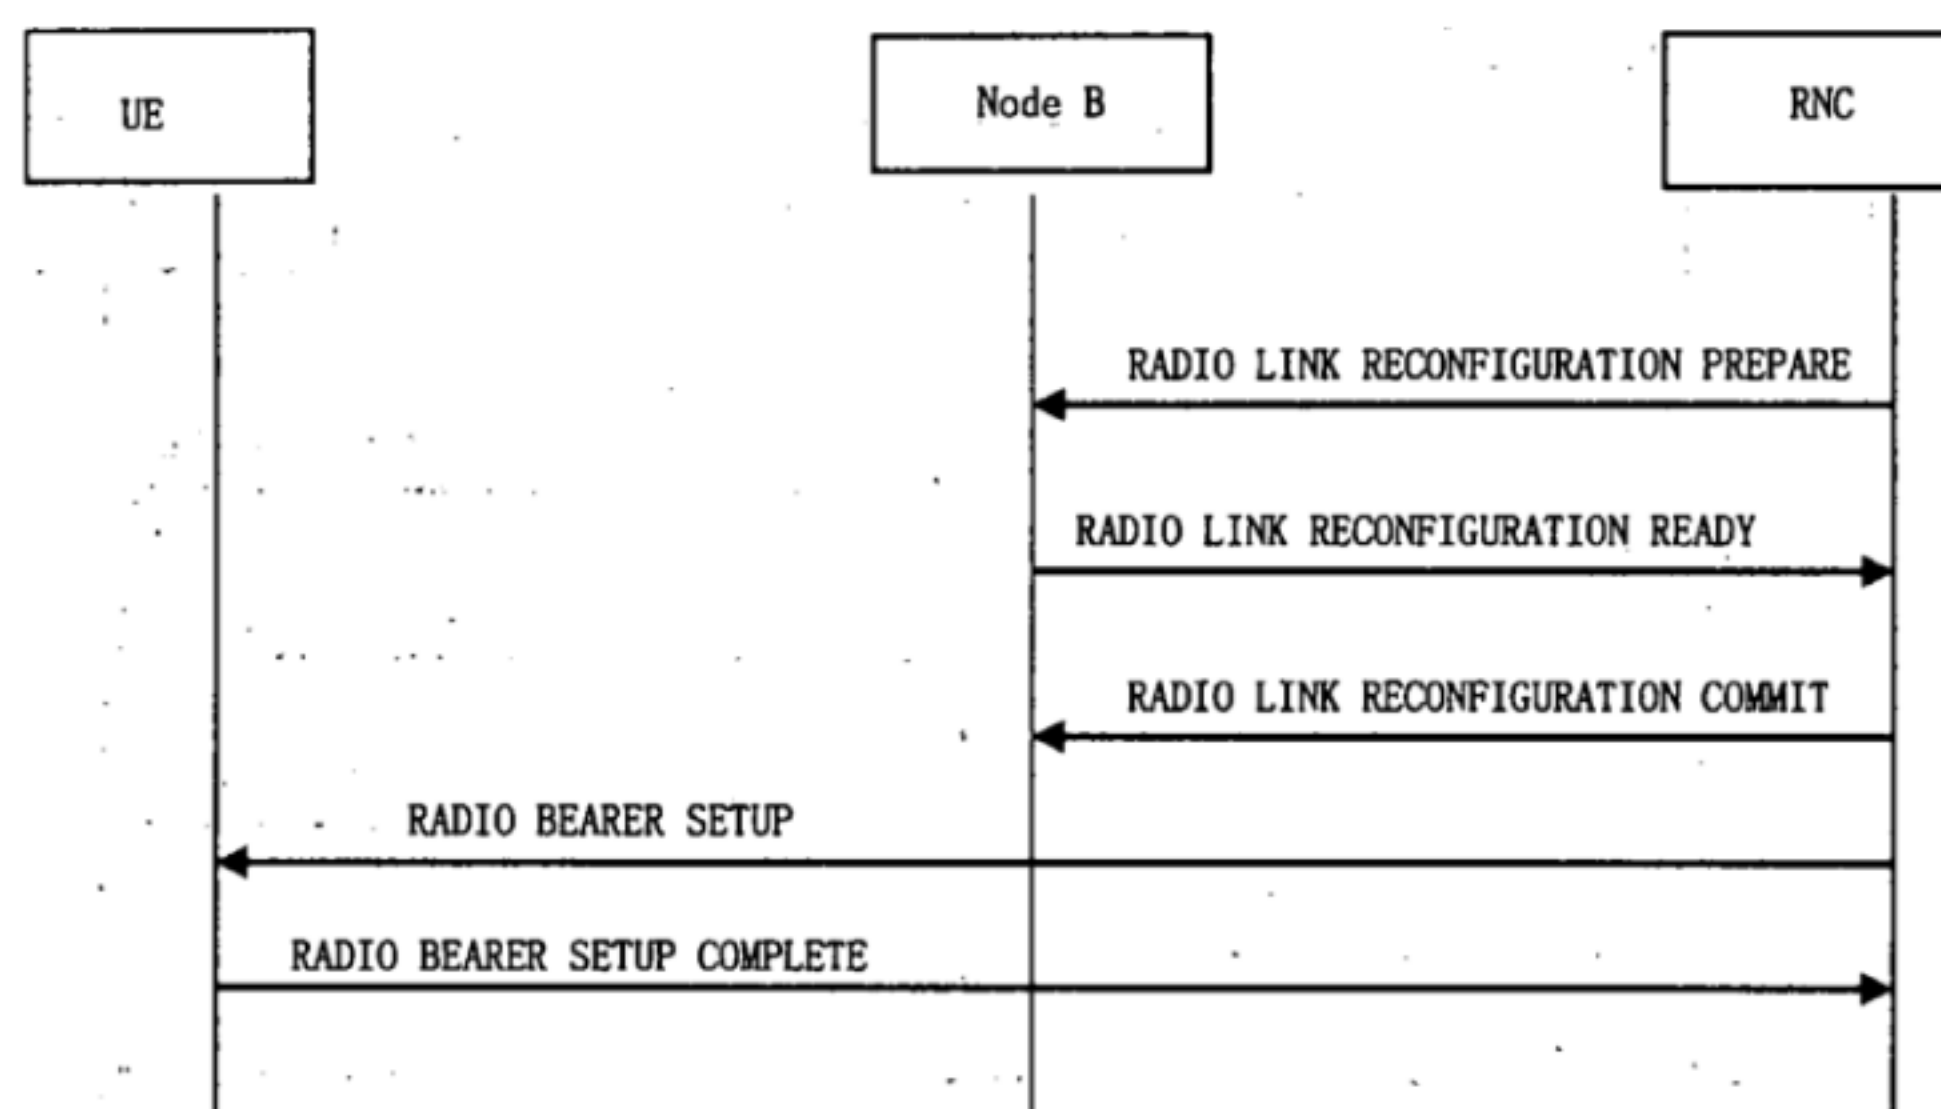 UE
Node B
RNC
RADIO LINK RECONFIGURATION PREPARE
RADIO LINK RECONFIGURATION READY
RADIO LINK RECONFIGURATION COMMIT
RADIO BEARER SETUP
RADIO BEARER SETUP COMPLETE